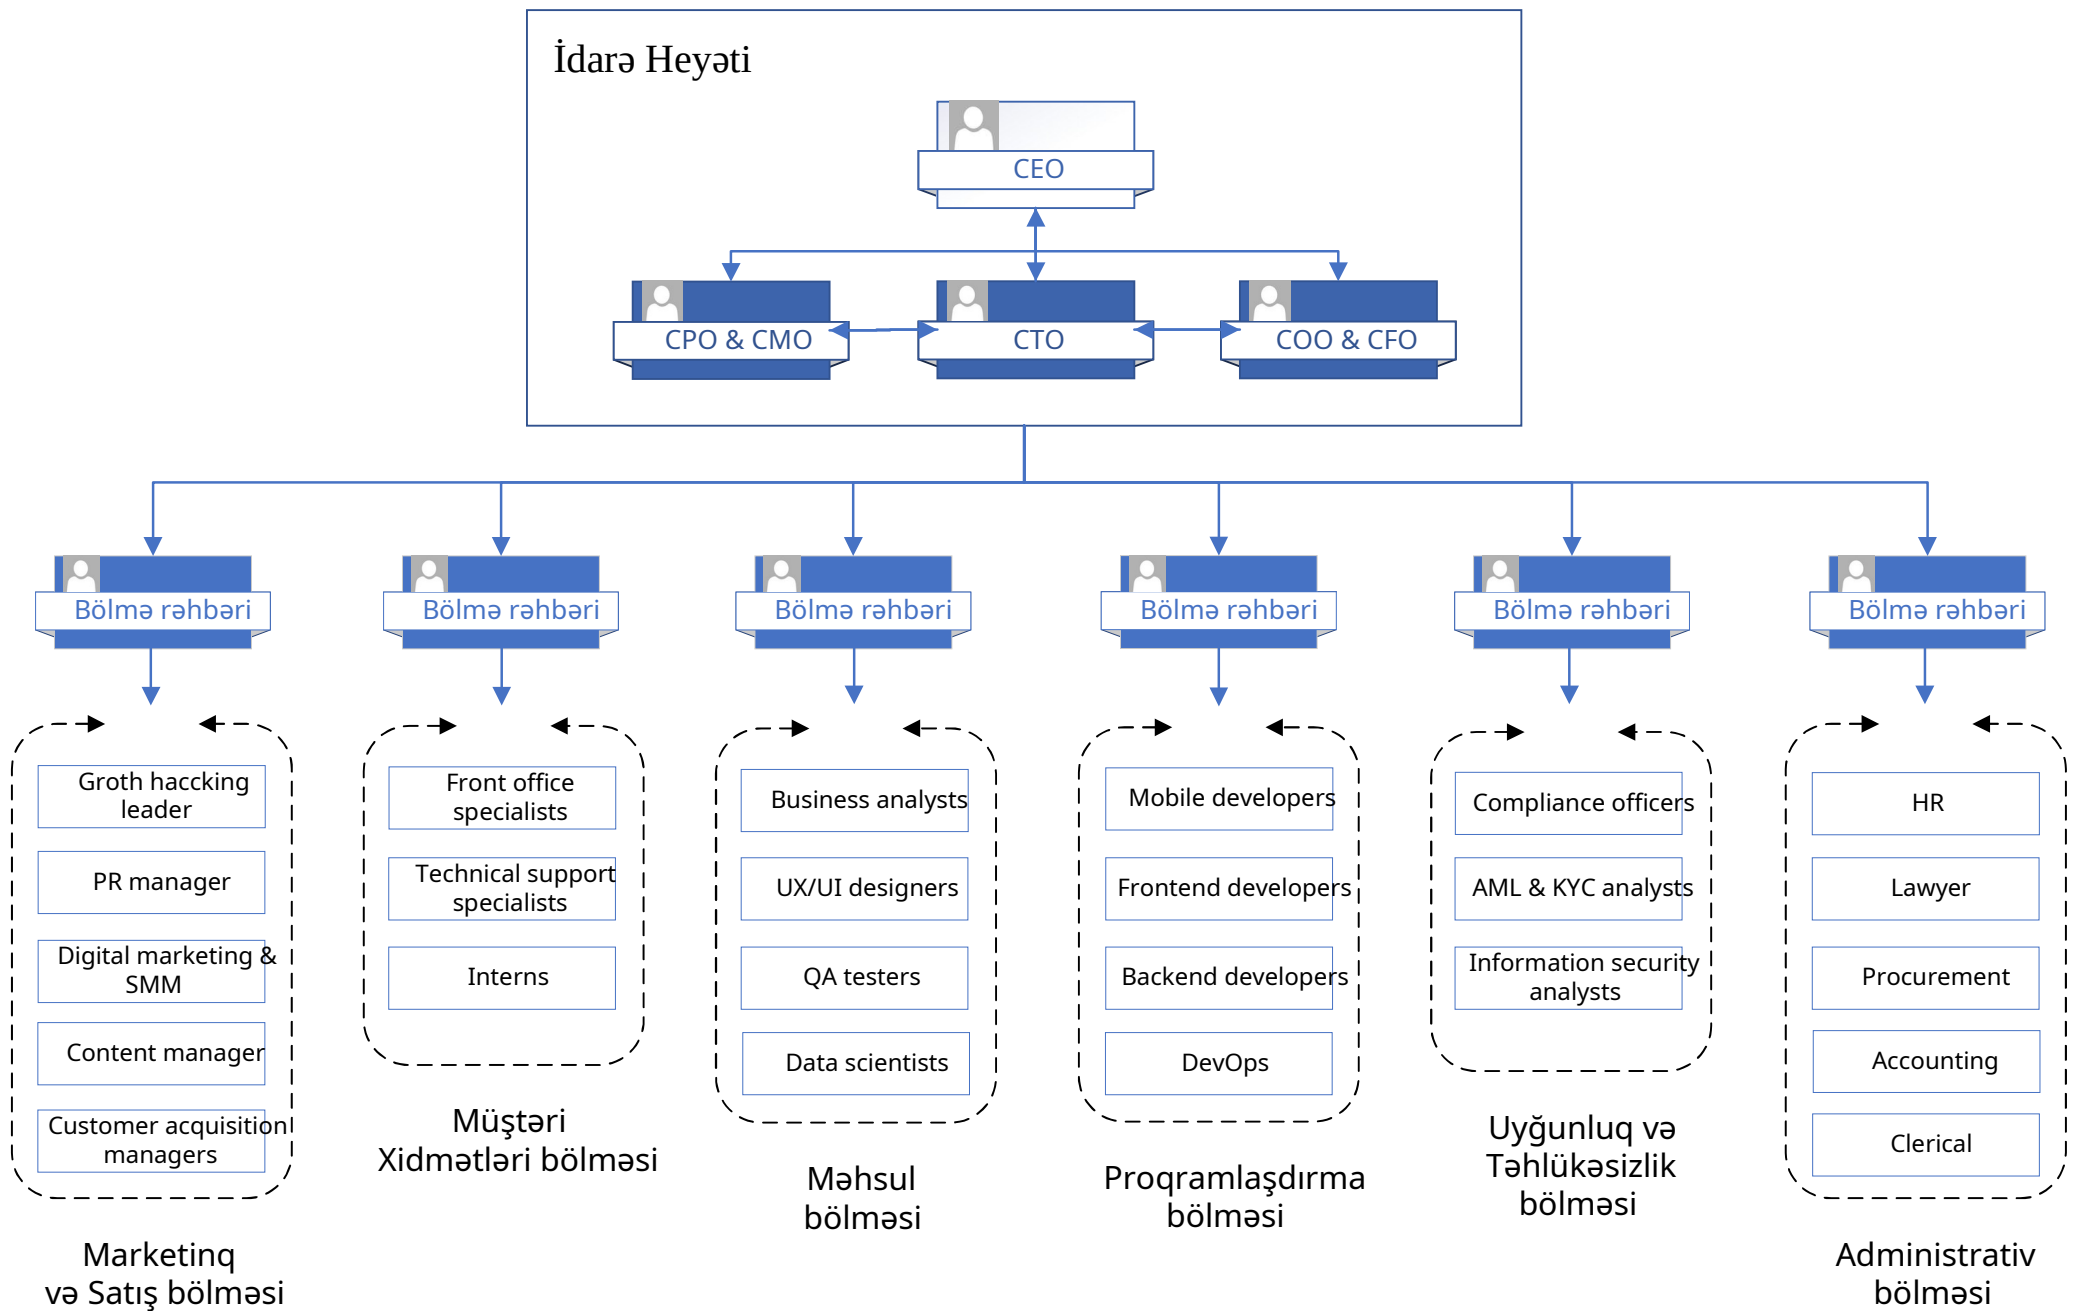 İdarə Heyəti
CEO
CPO & CMO
CTO
COO & CFO
Bölmə rəhbəri
Bölmə rəhbəri
Bölmə rəhbəri
Bölmə rəhbəri
Bölmə rəhbəri
Bölmə rəhbəri
Groth haccking
leader
PR manager
Digital marketing &
SMM
Content manager
Customer acquisition
managers
Marketinq
və Satış bölməsi
Front office
specialists
Technical support
specialists
Interns
Müştəri
Xidmətləri bölməsi
Business analysts
UX/UI designers
QA testers
Data scientists
Məhsul
bölməsi
Mobile developers
Frontend developers
Backend developers
DevOps
Proqramlaşdırma
bölməsi
Compliance officers
AML & KYC analysts
Information security
analysts
Uyğunluq və
Təhlükəsizlik
bölməsi
HR
Lawyer
Procurement
Accounting
Clerical
Administrativ
bölməsi